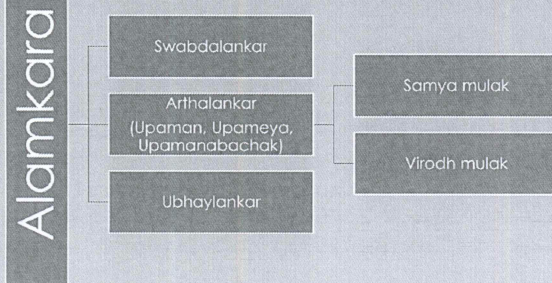 Alamkara
Swabdalankar
Arthalankar
(Upaman, Upameya,
Upamanabachak)
Ubhaylankar
Samya mulak
Virodh mulak